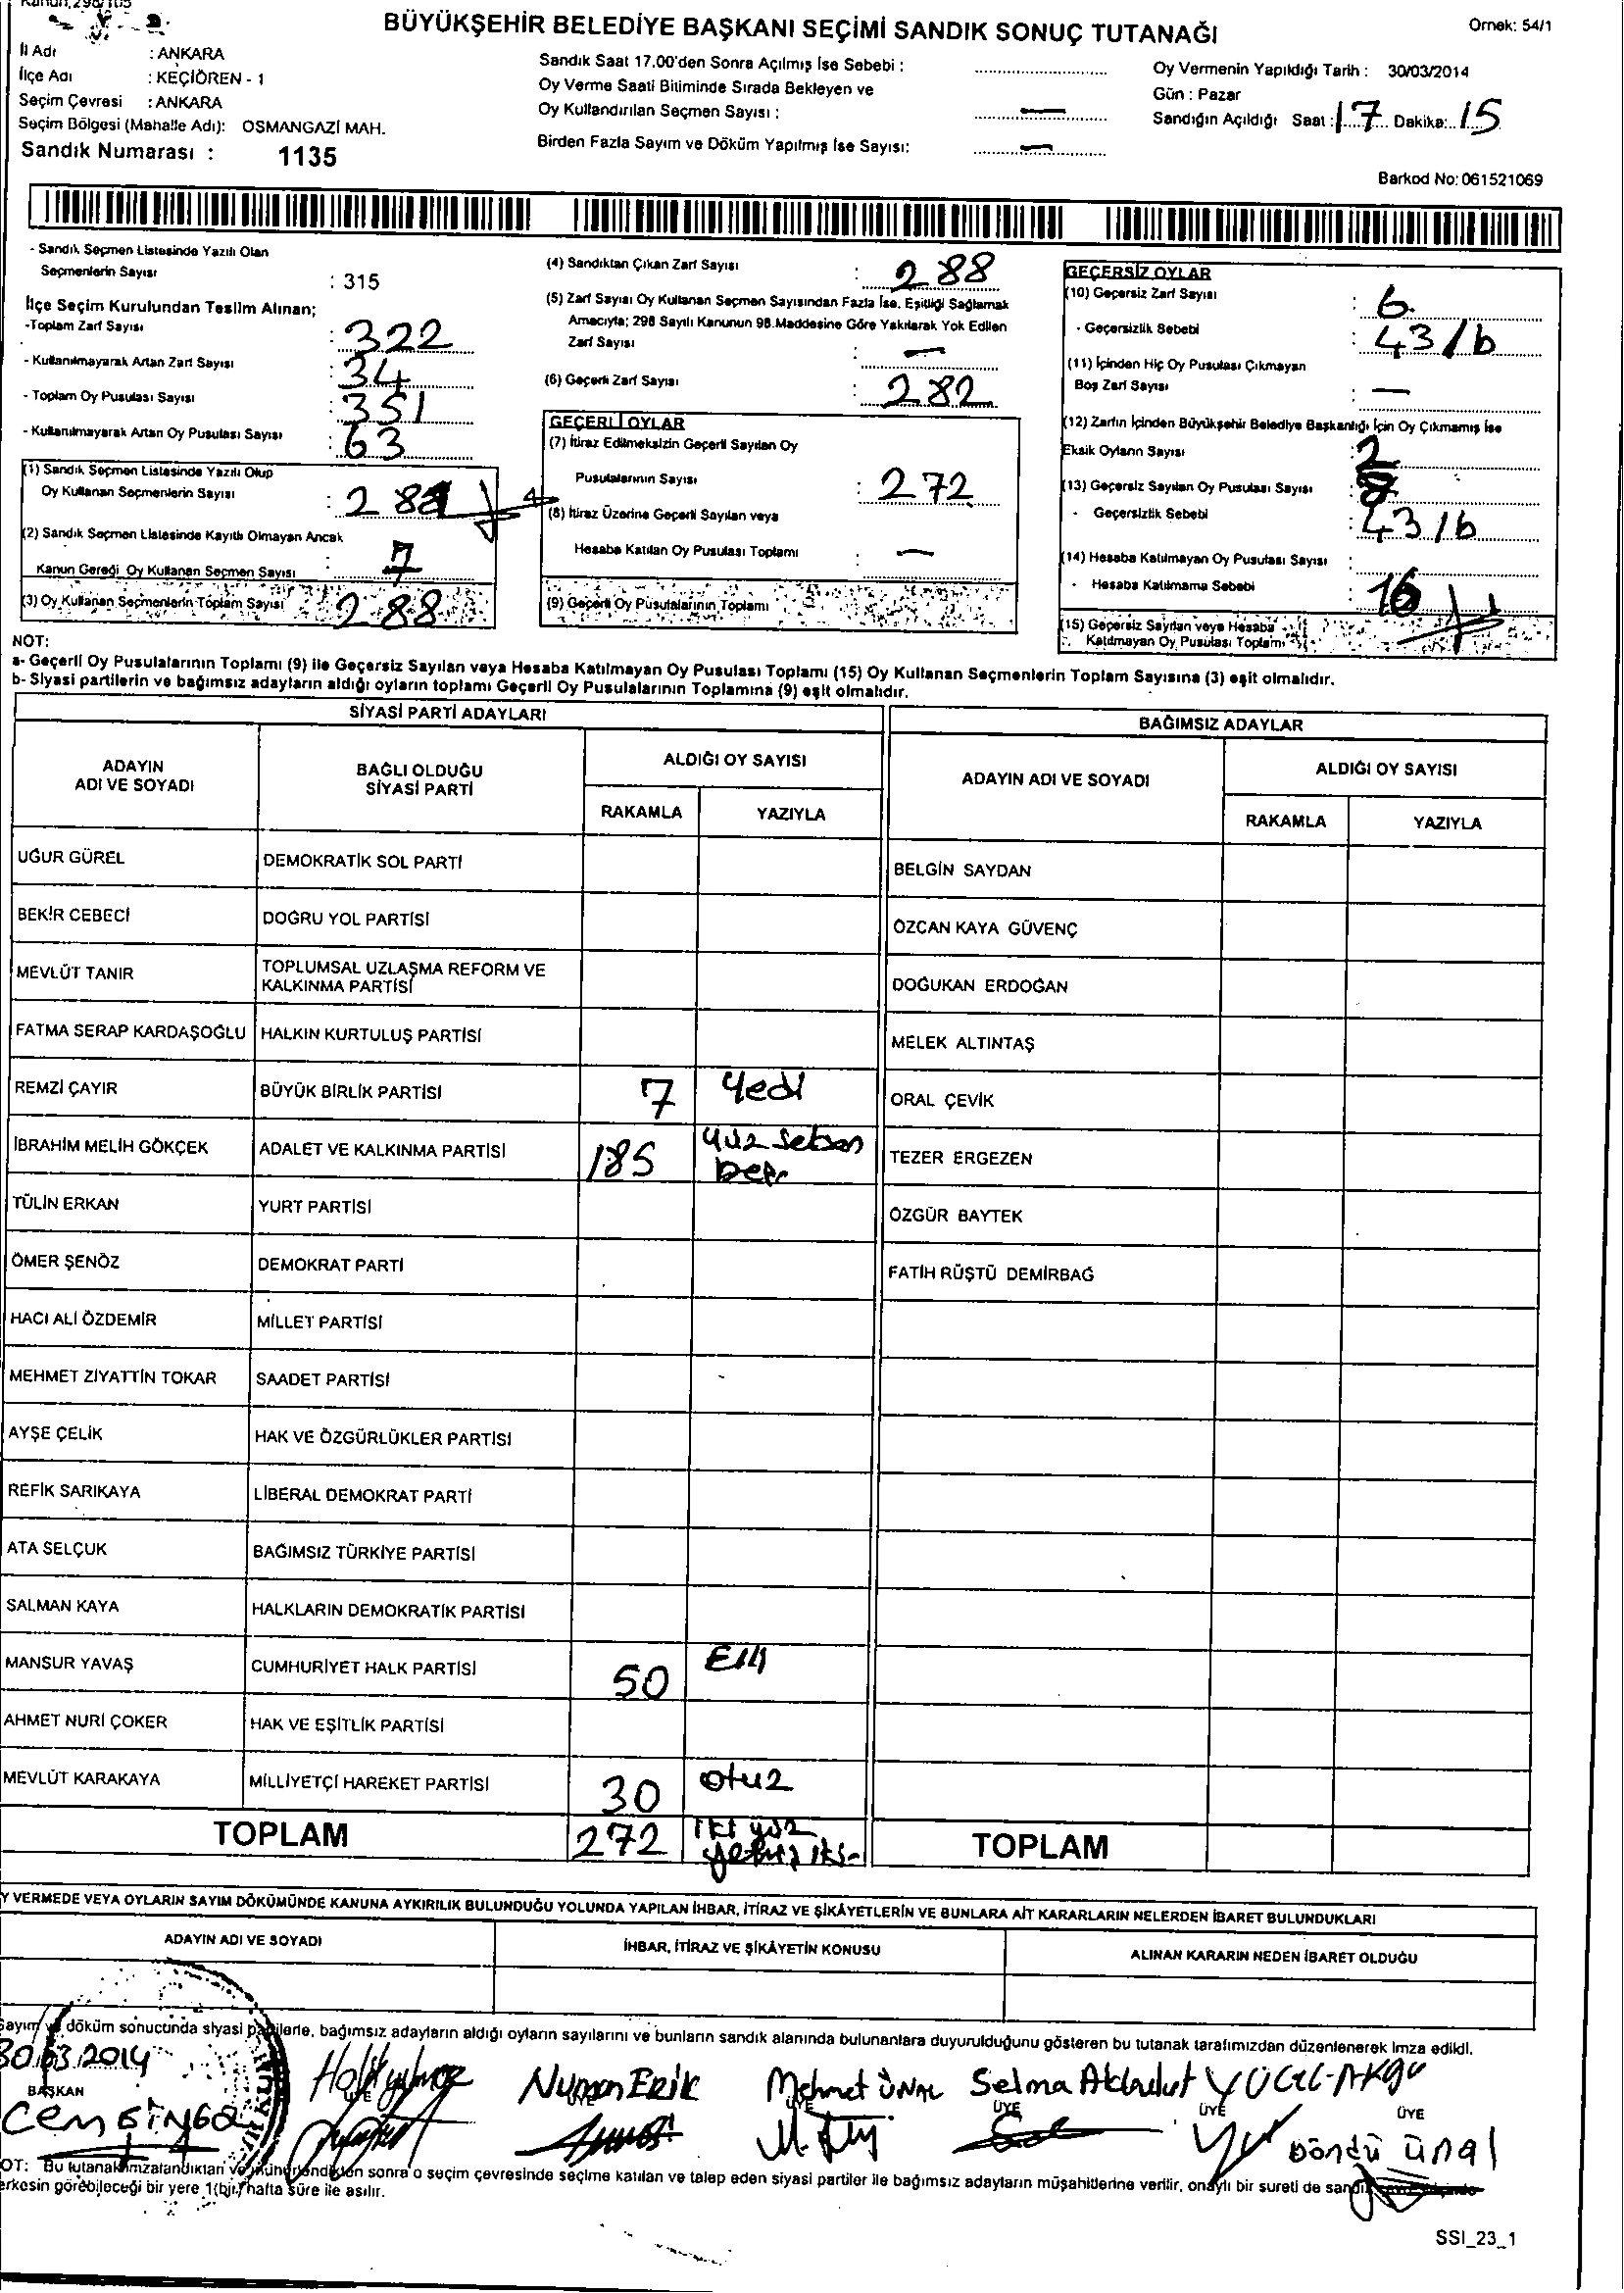 Kanun,298/105
BÜYÜKŞEHİR BELEDİYE BAŞKANI SEÇİMİ SANDIK SONUÇ TUTANAĞI
Örnek: 54/1
İl Adı : ANKARA
İlçe Adı : KEÇİÖREN - 1
Seçim Çevresi : ANKARA
Seçim Bölgesi (Mahalle Adı): OSMANGAZİ MAH.
Sandık Numarası : 1135
Sandık Saat 17.00'den Sonra Açılmış İse Sebebi :
Oy Verme Saati Bitiminde Sırada Bekleyen ve
Oy Kullandırılan Seçmen Sayısı : —
Birden Fazla Sayım ve Döküm Yapılmış İse Sayısı: —
Oy Vermenin Yapıldığı Tarih : 30/03/2014
Gün : Pazar
Sandığın Açıldığı Saat : 17 Dakika: 15
Barkod No: 061521069
- Sandık Seçmen Listesinde Yazılı Olan
Seçmenlerin Sayısı : 315
İlçe Seçim Kurulundan Teslim Alınan;
-Toplam Zarf Sayısı : 322
- Kullanılmayarak Artan Zarf Sayısı : 34
- Toplam Oy Pusulası Sayısı : 351
- Kullanılmayarak Artan Oy Pusulası Sayısı : 63
(1) Sandık Seçmen Listesinde Yazılı Olup
Oy Kullanan Seçmenlerin Sayısı :
(2) Sandık Seçmen Listesinde Kayıtlı Olmayan Ancak
Kanun Gereği Oy Kullanan Seçmen Sayısı : 7
(3) Oy Kullanan Seçmenlerin Toplam Sayısı : 288
(4) Sandıktan Çıkan Zarf Sayısı : 288
(5) Zarf Sayısı Oy Kullanan Seçmen Sayısından Fazla İse, Eşitliği Sağlamak
Amacıyla; 298 Sayılı Kanunun 98.Maddesine Göre Yakılarak Yok Edilen
Zarf Sayısı : —
(6) Geçerli Zarf Sayısı : 282
GEÇERLİ OYLAR
(7) İtiraz Edilmeksizin Geçerli Sayılan Oy
Pusulalarının Sayısı : 272
(8) İtiraz Üzerine Geçerli Sayılan veya
Hesaba Katılan Oy Pusulası Toplamı : —
(9) Geçerli Oy Pusulalarının Toplamı
GEÇERSİZ OYLAR
(10) Geçersiz Zarf Sayısı : 6
- Geçersizlik Sebebi : 43/b
(11) İçinden Hiç Oy Pusulası Çıkmayan
Boş Zarf Sayısı : —
(12) Zarfın İçinden Büyükşehir Belediye Başkanlığı İçin Oy Çıkmamış İse
Eksik Oyların Sayısı : 2
(13) Geçersiz Sayılan Oy Pusulası Sayısı :
- Geçersizlik Sebebi : 43/b
(14) Hesaba Katılmayan Oy Pusulası Sayısı :
- Hesaba Katılmama Sebebi : 16
(15) Geçersiz Sayılan veya Hesaba
Katılmayan Oy Pusulası Toplamı
NOT:
a- Geçerli Oy Pusulalarının Toplamı (9) ile Geçersiz Sayılan veya Hesaba Katılmayan Oy Pusulası Toplamı (15) Oy Kullanan Seçmenlerin Toplam Sayısına (3) eşit olmalıdır.
b- Siyasi partilerin ve bağımsız adayların aldığı oyların toplamı Geçerli Oy Pusulalarının Toplamına (9) eşit olmalıdır.
SİYASİ PARTİ ADAYLARI
ADAYIN ADI VE SOYADI
BAĞLI OLDUĞU SİYASİ PARTİ
ALDIĞI OY SAYISI
RAKAMLA YAZIYLA
BAĞIMSIZ ADAYLAR
ADAYIN ADI VE SOYADI
ALDIĞI OY SAYISI
RAKAMLA YAZIYLA
UĞUR GÜREL DEMOKRATİK SOL PARTİ BELGİN SAYDAN
BEKİR CEBECİ DOĞRU YOL PARTİSİ ÖZCAN KAYA GÜVENÇ
MEVLÜT TANIR TOPLUMSAL UZLAŞMA REFORM VE KALKINMA PARTİSİ DOĞUKAN ERDOĞAN
FATMA SERAP KARDAŞOĞLU HALKIN KURTULUŞ PARTİSİ MELEK ALTINTAŞ
REMZİ ÇAYIR BÜYÜK BİRLİK PARTİSİ 7 Yedi ORAL ÇEVİK
İBRAHİM MELİH GÖKÇEK ADALET VE KALKINMA PARTİSİ 185 yüz seksen beş TEZER ERGEZEN
TÜLİN ERKAN YURT PARTİSİ ÖZGÜR BAYTEK
ÖMER ŞENÖZ DEMOKRAT PARTİ FATİH RÜŞTÜ DEMİRBAĞ
HACI ALİ ÖZDEMİR MİLLET PARTİSİ
MEHMET ZİYATTİN TOKAR SAADET PARTİSİ
AYŞE ÇELİK HAK VE ÖZGÜRLÜKLER PARTİSİ
REFİK SARIKAYA LİBERAL DEMOKRAT PARTİ
ATA SELÇUK BAĞIMSIZ TÜRKİYE PARTİSİ
SALMAN KAYA HALKLARIN DEMOKRATİK PARTİSİ
MANSUR YAVAŞ CUMHURİYET HALK PARTİSİ 50 Elli
AHMET NURİ ÇOKER HAK VE EŞİTLİK PARTİSİ
MEVLÜT KARAKAYA MİLLİYETÇİ HAREKET PARTİSİ 30 otuz
TOPLAM 272 iki yüz yetmiş iki TOPLAM
Y VERMEDE VEYA OYLARIN SAYIM DÖKÜMÜNDE KANUNA AYKIRILIK BULUNDUĞU YOLUNDA YAPILAN İHBAR, İTİRAZ VE ŞİKÂYETLERİN VE BUNLARA AİT KARARLARIN NELERDEN İBARET BULUNDUKLARI
ADAYIN ADI VE SOYADI İHBAR, İTİRAZ VE ŞİKÂYETİN KONUSU ALINAN KARARIN NEDEN İBARET OLDUĞU
Sayım ve döküm sonucunda siyasi partilerle, bağımsız adayların aldığı oyların sayılarını ve bunların sandık alanında bulunanlara duyurulduğunu gösteren bu tutanak tarafımızdan düzenlenerek imza edildi.
30.03.2014
Numan ERİK Mehmet ÜNAL Selma Akbulut
BAŞKAN ÜYE ÜYE ÜYE ÜYE ÜYE ÜYE
Döndü ünal
OT: Bu tutanak imzalandıktan ve mühürlendikten sonra o seçim çevresinde seçime katılan ve talep eden siyasi partiler ile bağımsız adayların müşahitlerine verilir, onaylı bir sureti de
erkesin görebileceği bir yere 1(bir) hafta süre ile asılır.
SSI_23_1